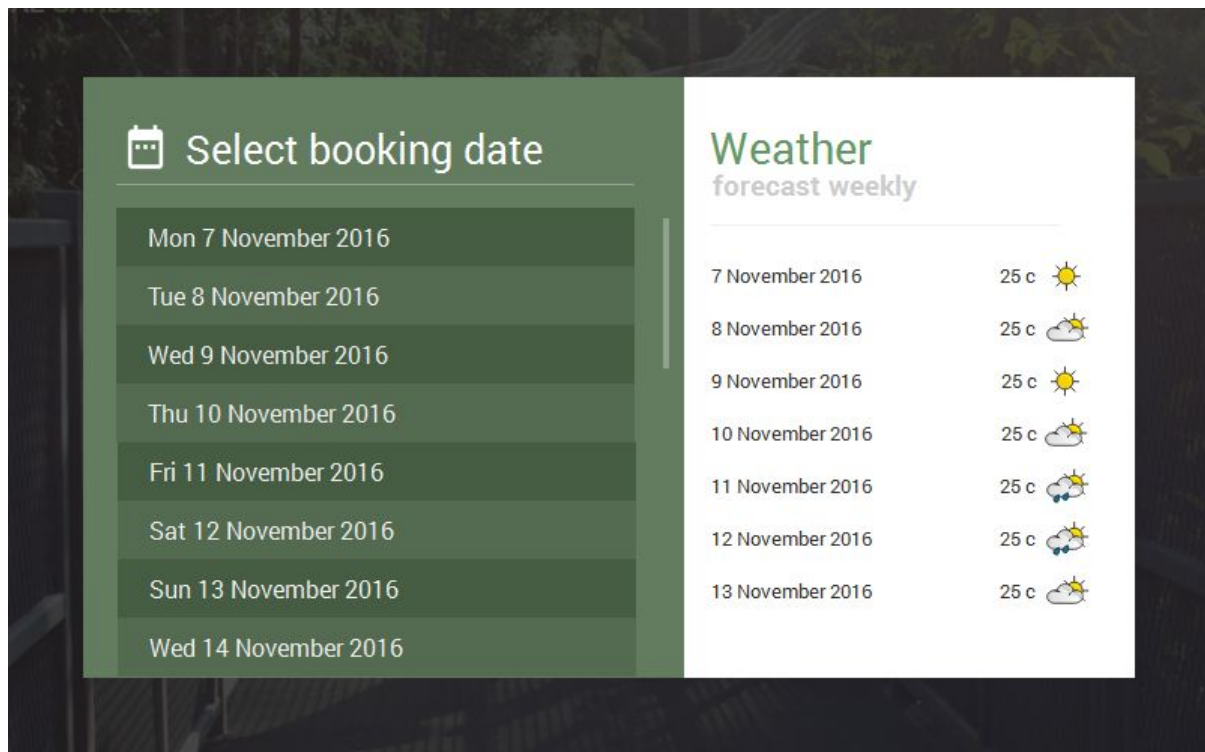 Select booking date
Mon 7 November 2016
Tue 8 November 2016
Wed 9 November 2016
Thu 10 November 2016
Fri 11 November 2016
Sat 12 November 2016
Sun 13 November 2016
Wed 14 November 2016
Weather
forecast weekly
7 November 2016 25 c
8 November 2016 25 c
9 November 2016 25 c
10 November 2016 25 c
11 November 2016 25 c
12 November 2016 25 c
13 November 2016 25 c